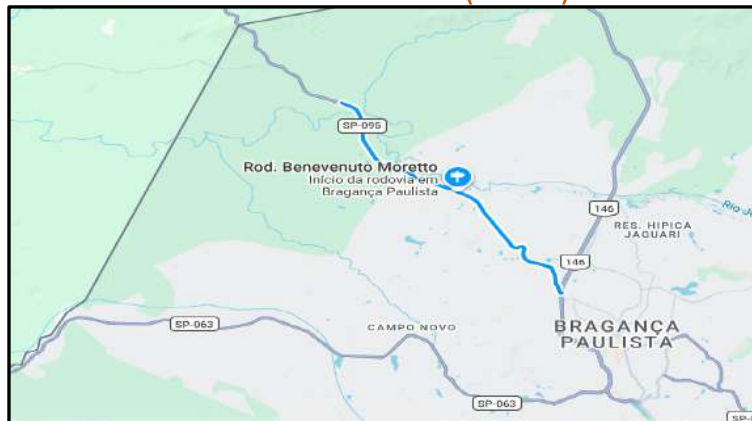 SP-095
Rod. Benevenuto Moretto
Início da rodovia em
Bragança Paulista
146
RES. HIPICA
JAGUARI
146
SP-063
CAMPO NOVO
BRAGANÇA
PAULISTA
SP-063